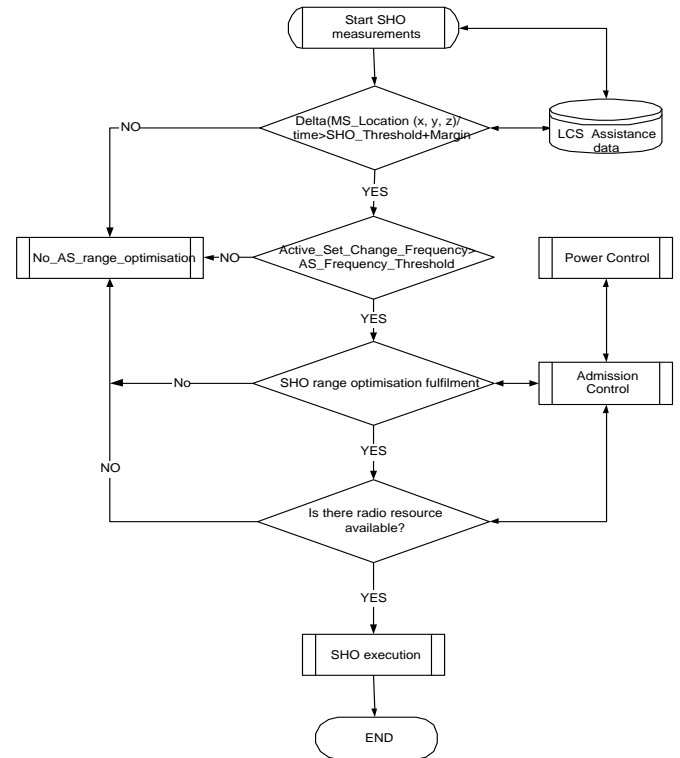 Start SHO
measurements
Delta(MS_Location (x, y, z)/
time>SHO_Threshold+Margin
LCS Assistance
data
NO
YES
No_AS_range_optimisation
NO
Active_Set_Change_Frequency>
AS_Frequency_Threshold
Power Control
YES
No
SHO range optimisation fulfilment
Admission
Control
YES
NO
Is there radio resource
available?
YES
SHO execution
END